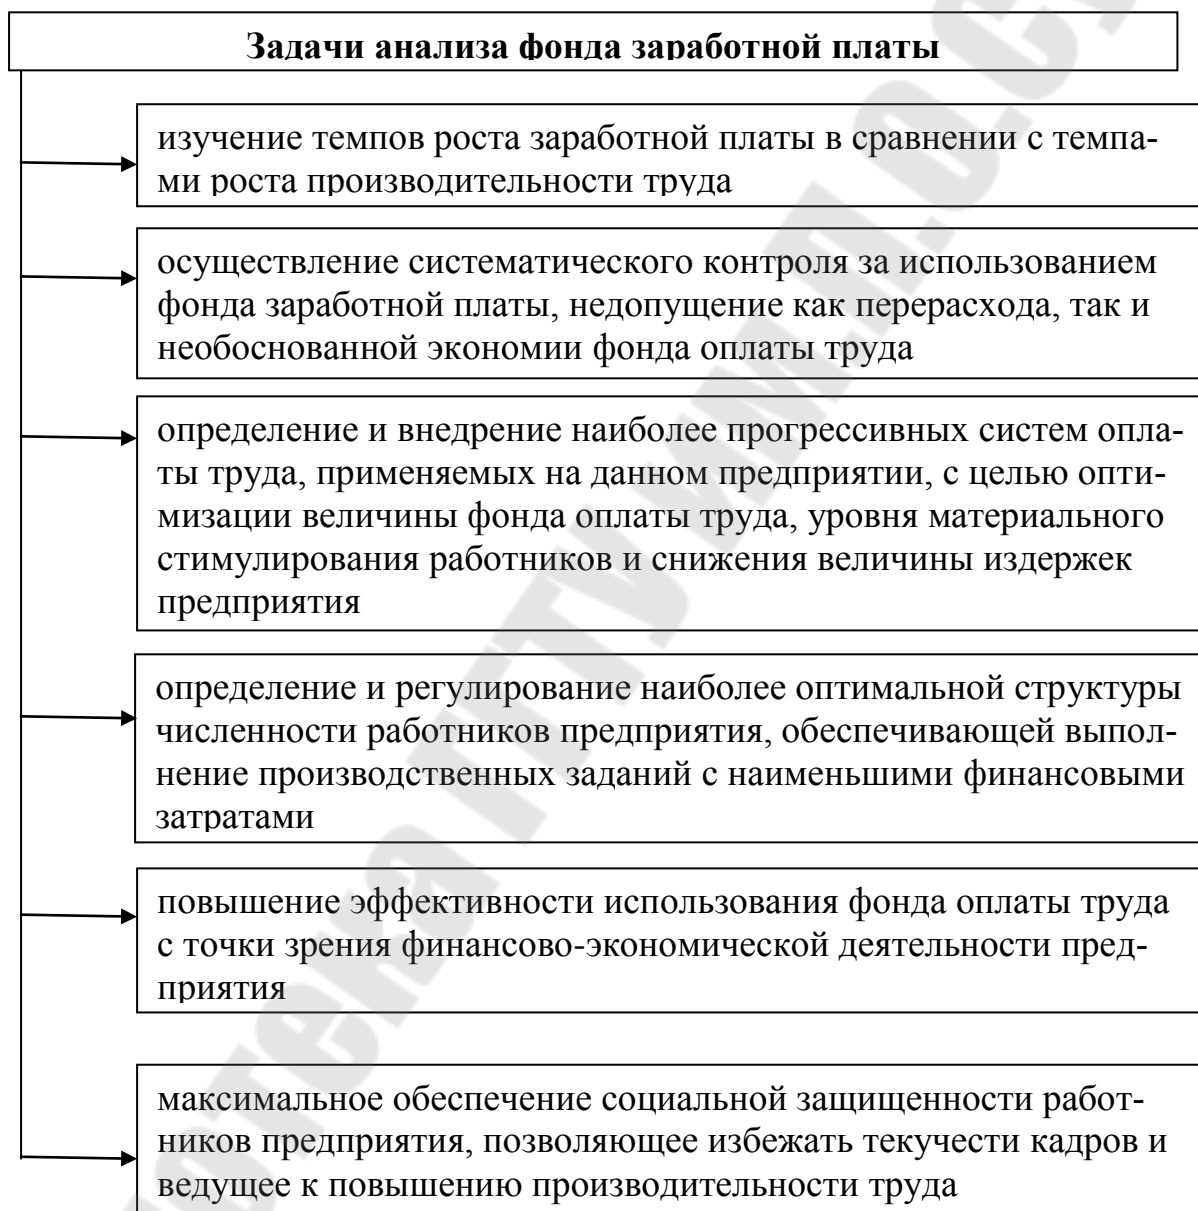 Задачи анализа фонда заработной платы
изучение темпов роста заработной платы в сравнении с темпа-
ми роста производительности труда
осуществление систематического контроля за использованием
фонда заработной платы, недопущение как перерасхода, так и
необоснованной экономии фонда оплаты труда
определение и внедрение наиболее прогрессивных систем опла-
ты труда, применяемых на данном предприятии, с целью опти-
мизации величины фонда оплаты труда, уровня материального
стимулирования работников и снижения величины издержек
предприятия
определение и регулирование наиболее оптимальной структуры
численности работников предприятия, обеспечивающей выпол-
нение производственных заданий с наименьшими финансовыми
затратами
повышение эффективности использования фонда оплаты труда
с точки зрения финансово-экономической деятельности пред-
приятия
максимальное обеспечение социальной защищенности работ-
ников предприятия, позволяющее избежать текучести кадров и
ведущее к повышению производительности труда